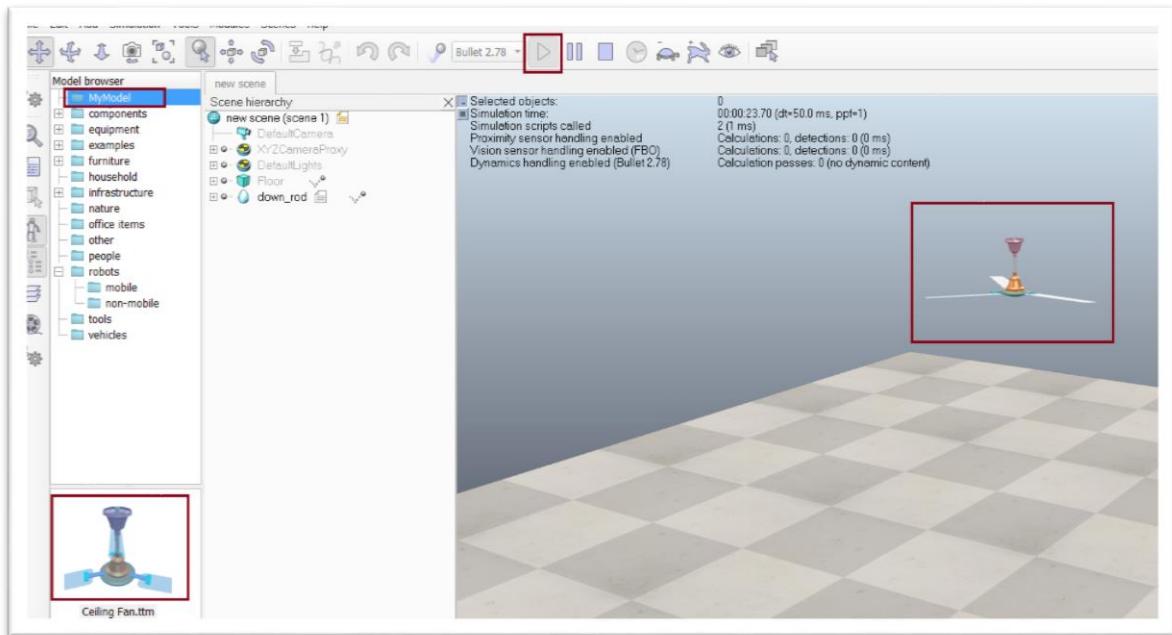 Bullet 2.78
Model browser
MyModel
components
equipment
examples
furniture
household
infrastructure
nature
office items
other
people
robots
mobile
non-mobile
tools
vehicles
Ceiling Fan.ttm
new scene
Scene hierarchy
new scene (scene 1)
DefaultCamera
XYZCameraProxy
DefaultLights
Floor
down_rod
Selected objects: 0
Simulation time: 00:00:23.70 (dt=50.0 ms, ppf=1)
Simulation scripts called 2 (1 ms)
Proximity sensor handling enabled Calculations: 0, detections: 0 (0 ms)
Vision sensor handling enabled (FBO) Calculations: 0, detections: 0 (0 ms)
Dynamics handling enabled (Bullet 2.78) Calculation passes: 0 (no dynamic content)